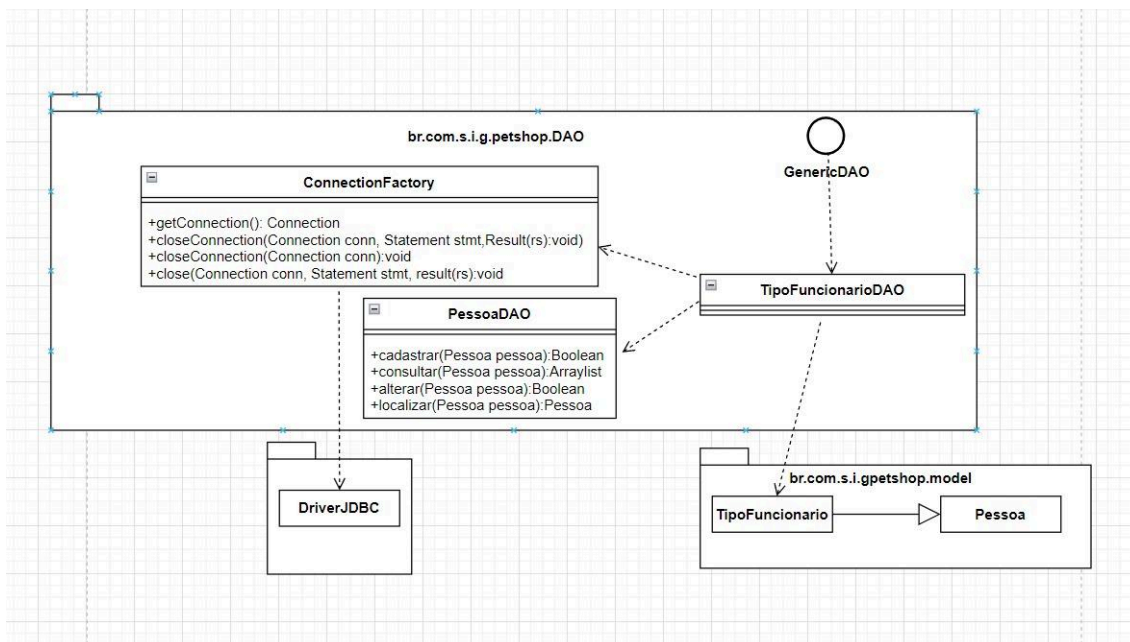 br.com.s.i.g.petshop.DAO
GenericDAO
ConnectionFactory
+getConnection(): Connection
+closeConnection(Connection conn, Statement stmt,Result(rs):void)
+closeConnection(Connection conn):void
+close(Connection conn, Statement stmt, result(rs):void
TipoFuncionarioDAO
PessoaDAO
+cadastrar(Pessoa pessoa):Boolean
+consultar(Pessoa pessoa):Arraylist
+alterar(Pessoa pessoa):Boolean
+localizar(Pessoa pessoa):Pessoa
DriverJDBC
br.com.s.i.gpetshop.model
TipoFuncionario
Pessoa